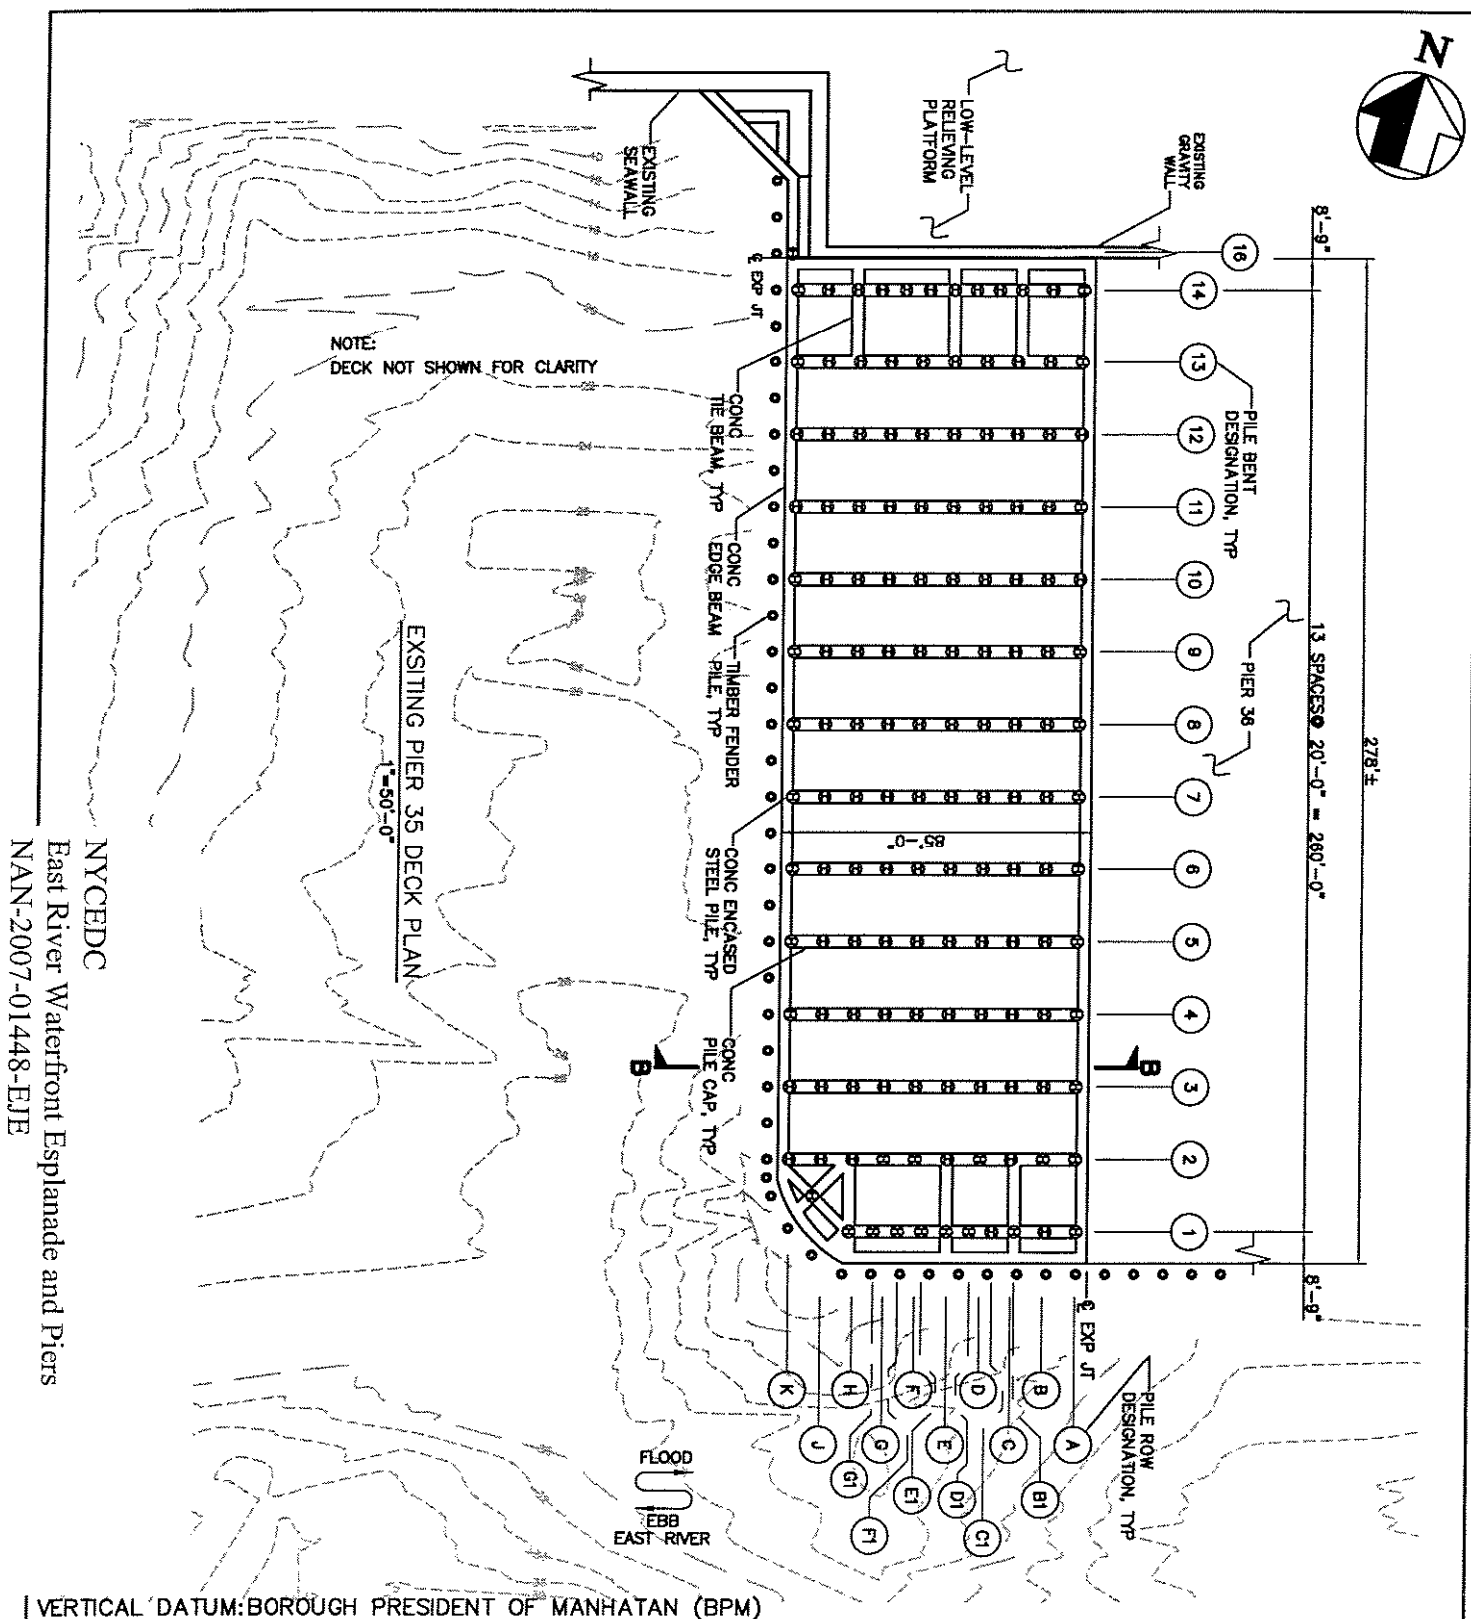 N
EXISTING
GRAVITY
WALL
LOW-LEVEL
RELIEVING
PLATFORM
EXISTING
SEAWALL
8'-9"
278'±
13 SPACES@ 20'-0" = 260'-0"
8'-9"
16
14
13
12
11
10
9
8
7
6
5
4
3
2
1
PILE BENT
DESIGNATION, TYP
PIER 36
℄ EXP JT
NOTE:
DECK NOT SHOWN FOR CLARITY
CONC
TIE BEAM, TYP
CONC
EDGE BEAM
TIMBER FENDER
PILE, TYP
CONC ENCASED
STEEL PILE, TYP
CONC
PILE CAP, TYP
85'-0"
B
B
℄ EXP JT
PILE ROW
DESIGNATION, TYP
K
H
F
D
B
J
G
E
C
A
G1
E1
D1
B1
F1
C1
FLOOD
EBB
EAST RIVER
EXSITING PIER 35 DECK PLAN
1"=50'-0"
NYCEDC
East River Waterfront Esplanade and Piers
NAN-2007-01448-EJE
VERTICAL DATUM:BOROUGH PRESIDENT OF MANHATAN (BPM)